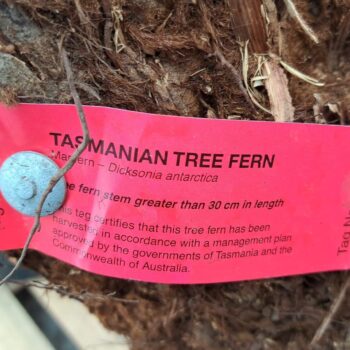 TASMANIAN TREE FERN
Manfern – Dicksonia antarctica
fern stem greater than 30 cm in length
This tag certifies that this tree fern has been
harvested in accordance with a management plan
approved by the governments of Tasmania and the
Commonwealth of Australia.
Tag N